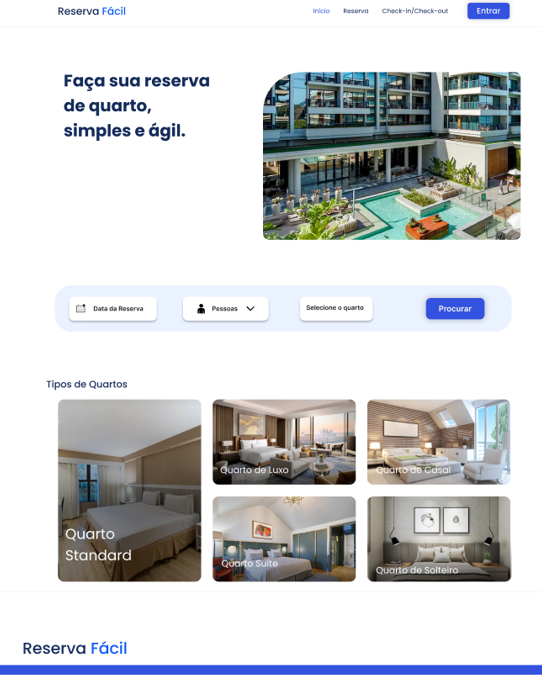 Reserva Fácil
Início
Reserva
Check-in/Check-out
Entrar
Faça sua reserva
de quarto,
simples e ágil.
Data da Reserva
Pessoas
Selecione o quarto
Procurar
Tipos de Quartos
Quarto
Standard
Quarto de Luxo
Quarto de Casal
Quarto Suíte
Quarto de Solteiro
Reserva Fácil